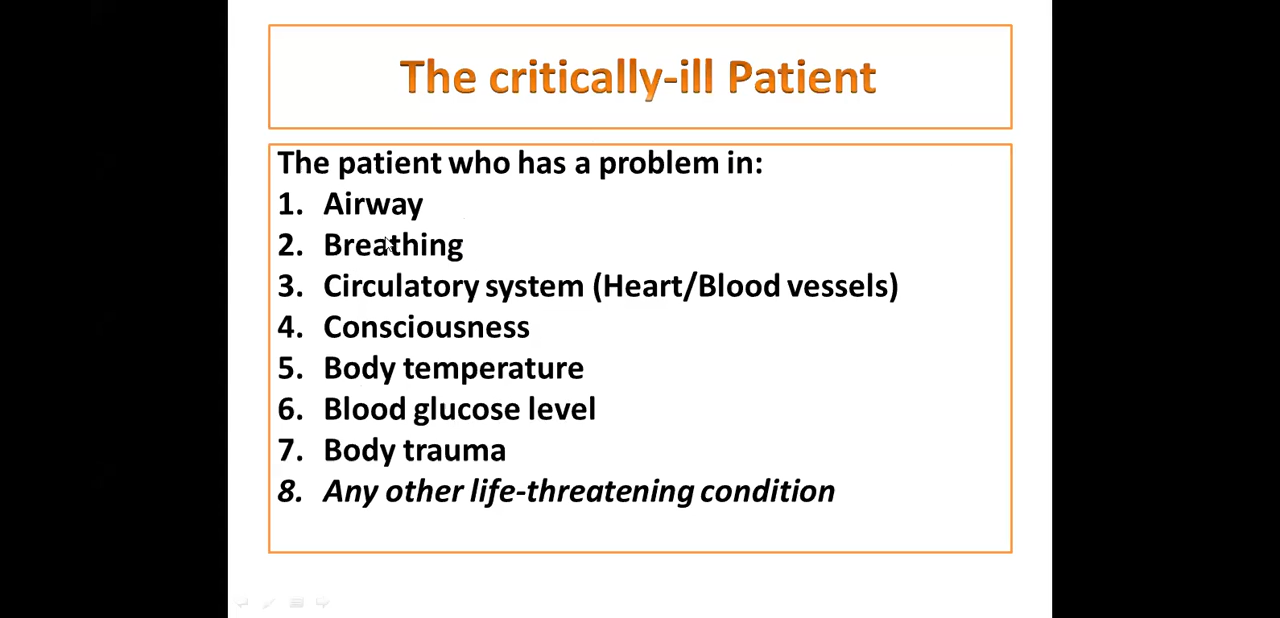 The critically-ill Patient
The patient who has a problem in:
1. Airway
2. Breathing
3. Circulatory system (Heart/Blood vessels)
4. Consciousness
5. Body temperature
6. Blood glucose level
7. Body trauma
8. Any other life-threatening condition